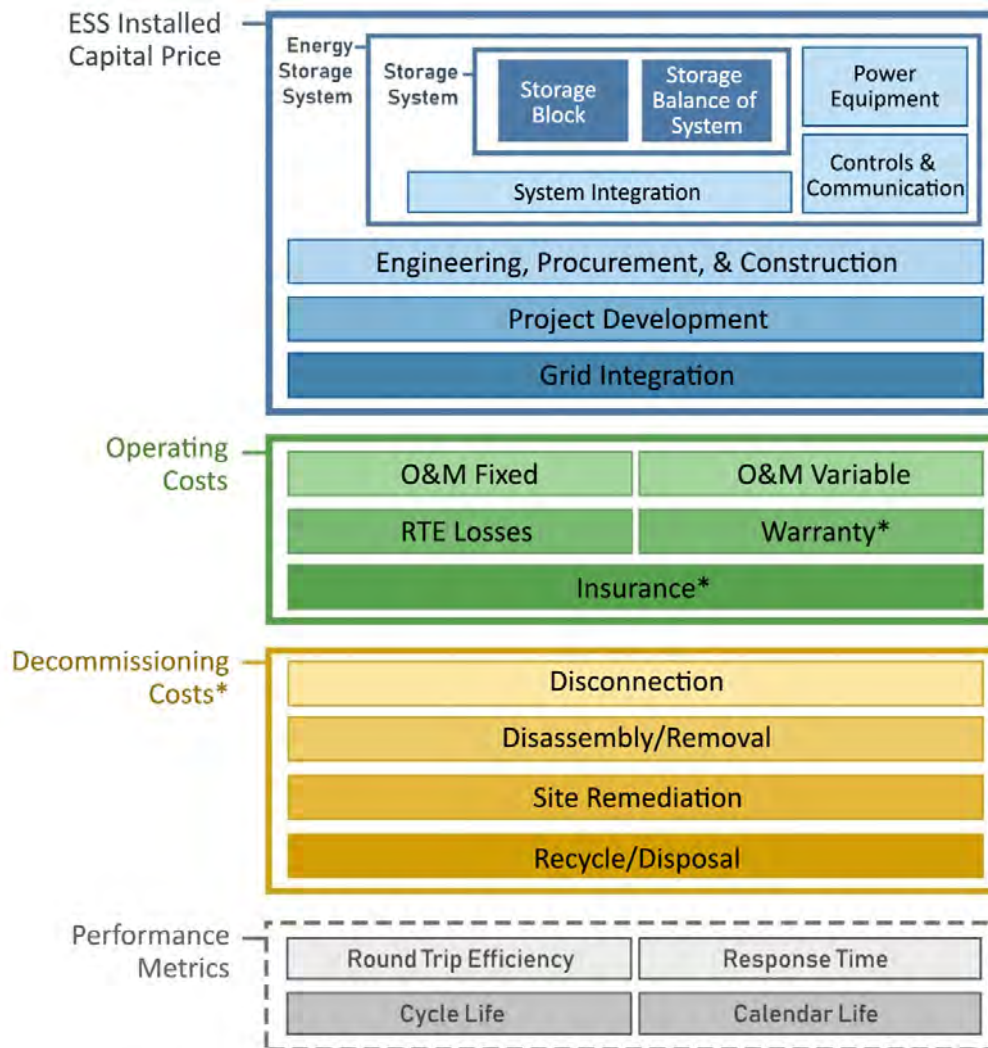 ESS Installed
Capital Price
Energy
Storage
System
Storage
System
Storage
Block
Storage
Balance of
System
Power
Equipment
Controls &
Communication
System Integration
Engineering, Procurement, & Construction
Project Development
Grid Integration
Operating
Costs
O&M Fixed
O&M Variable
RTE Losses
Warranty*
Insurance*
Decommissioning
Costs*
Disconnection
Disassembly/Removal
Site Remediation
Recycle/Disposal
Performance
Metrics
Round Trip Efficiency
Response Time
Cycle Life
Calendar Life